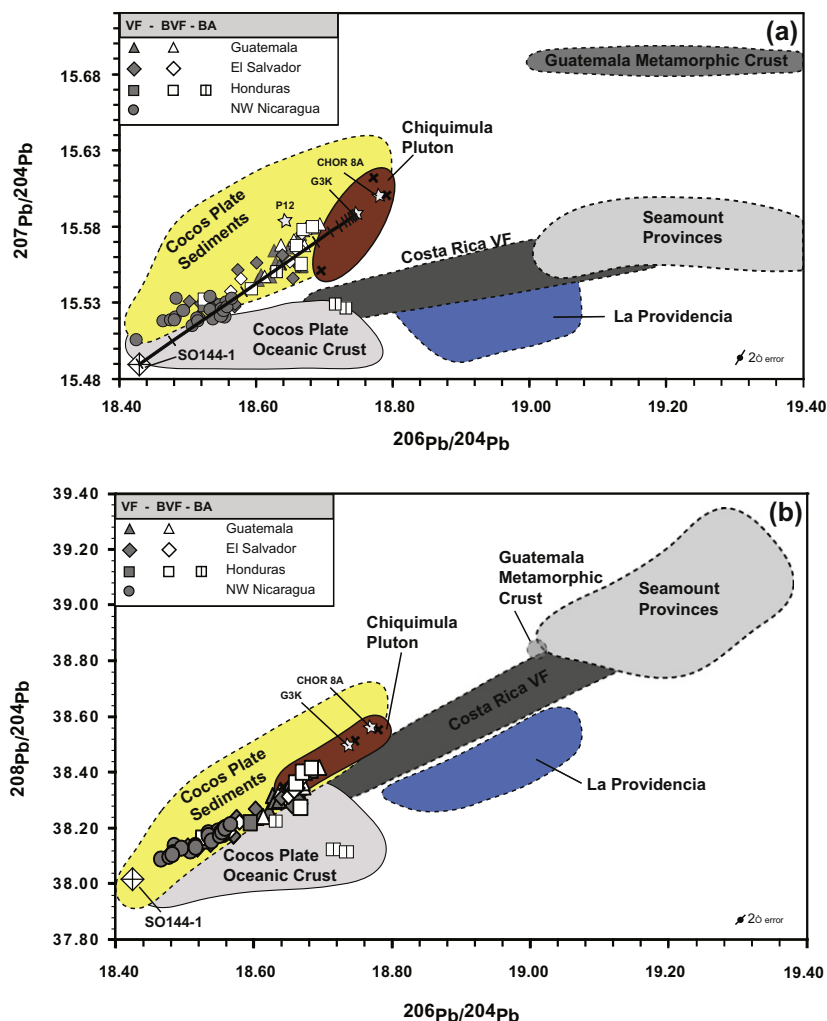 (a)
VF - BVF - BA
Guatemala
El Salvador
Honduras
NW Nicaragua
Guatemala Metamorphic Crust
Chiquimula
Pluton
CHOR 8A
G3K
P12
Cocos Plate
Sediments
Costa Rica VF
Seamount
Provinces
La Providencia
Cocos Plate
Oceanic Crust
SO144-1
2Ò error
207Pb/204Pb
15.68
15.63
15.58
15.53
15.48
18.40 18.60 18.80 19.00 19.20 19.40
206Pb/204Pb
(b)
VF - BVF - BA
Guatemala
El Salvador
Honduras
NW Nicaragua
Guatemala
Metamorphic
Crust
Seamount
Provinces
Chiquimula
Pluton
CHOR 8A
G3K
Costa Rica VF
Cocos Plate
Sediments
La Providencia
Cocos Plate
Oceanic Crust
SO144-1
2Ò error
208Pb/204Pb
39.40
39.20
39.00
38.80
38.60
38.40
38.20
38.00
37.80
18.40 18.60 18.80 19.00 19.20 19.40
206Pb/204Pb